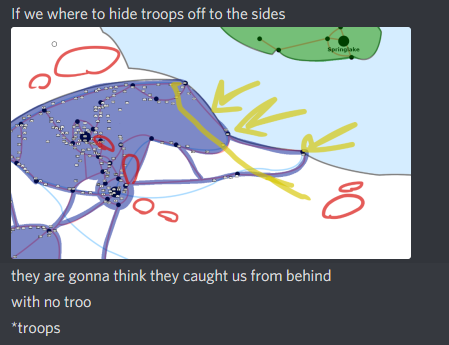 If we where to hide troops off to the sides
Springlake
they are gonna think they caught us from behind
with no troo
*troops